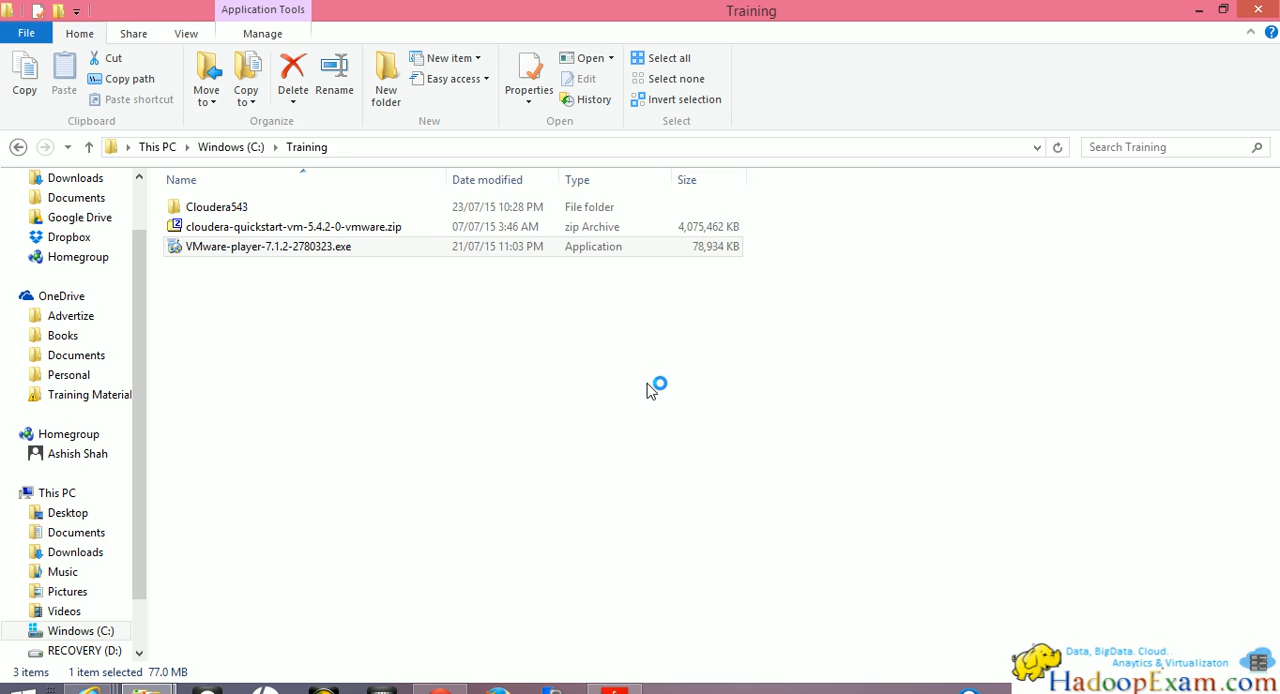 Application Tools
Training
File
Home
Share
View
Manage
Copy
Paste
Cut
Copy path
Paste shortcut
Clipboard
Move to
Copy to
Delete
Rename
Organize
New folder
New item
Easy access
New
Properties
Open
Edit
History
Open
Select all
Select none
Invert selection
Select
This PC
Windows (C:)
Training
Search Training
Name
Date modified
Type
Size
Cloudera543 23/07/15 10:28 PM File folder
cloudera-quickstart-vm-5.4.2-0-vmware.zip 07/07/15 3:46 AM zip Archive 4,075,462 KB
VMware-player-7.1.2-2780323.exe 21/07/15 11:03 PM Application 78,934 KB
Downloads
Documents
Google Drive
Dropbox
Homegroup
OneDrive
Advertize
Books
Documents
Personal
Training Material
Homegroup
Ashish Shah
This PC
Desktop
Documents
Downloads
Music
Pictures
Videos
Windows (C:)
RECOVERY (D:)
3 items
1 item selected 77.0 MB
Data, BigData. Cloud..
Anaytics & Virtualizaton
HadoopExam.com